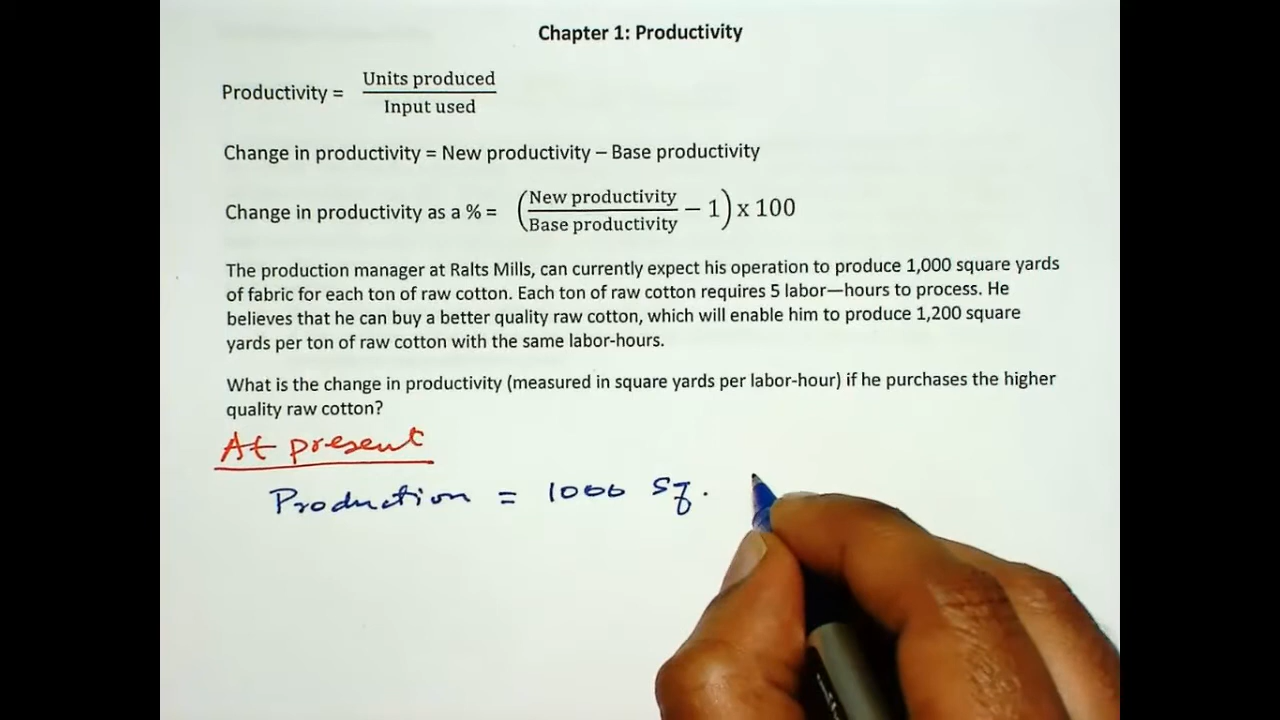 Chapter 1: Productivity
Productivity = Units produced
Input used
Change in productivity = New productivity – Base productivity
Change in productivity as a % = (New productivity / Base productivity − 1) x 100
The production manager at Ralts Mills, can currently expect his operation to produce 1,000 square yards
of fabric for each ton of raw cotton. Each ton of raw cotton requires 5 labor—hours to process. He
believes that he can buy a better quality raw cotton, which will enable him to produce 1,200 square
yards per ton of raw cotton with the same labor-hours.
What is the change in productivity (measured in square yards per labor-hour) if he purchases the higher
quality raw cotton?
At present
Production = 1000 sq.